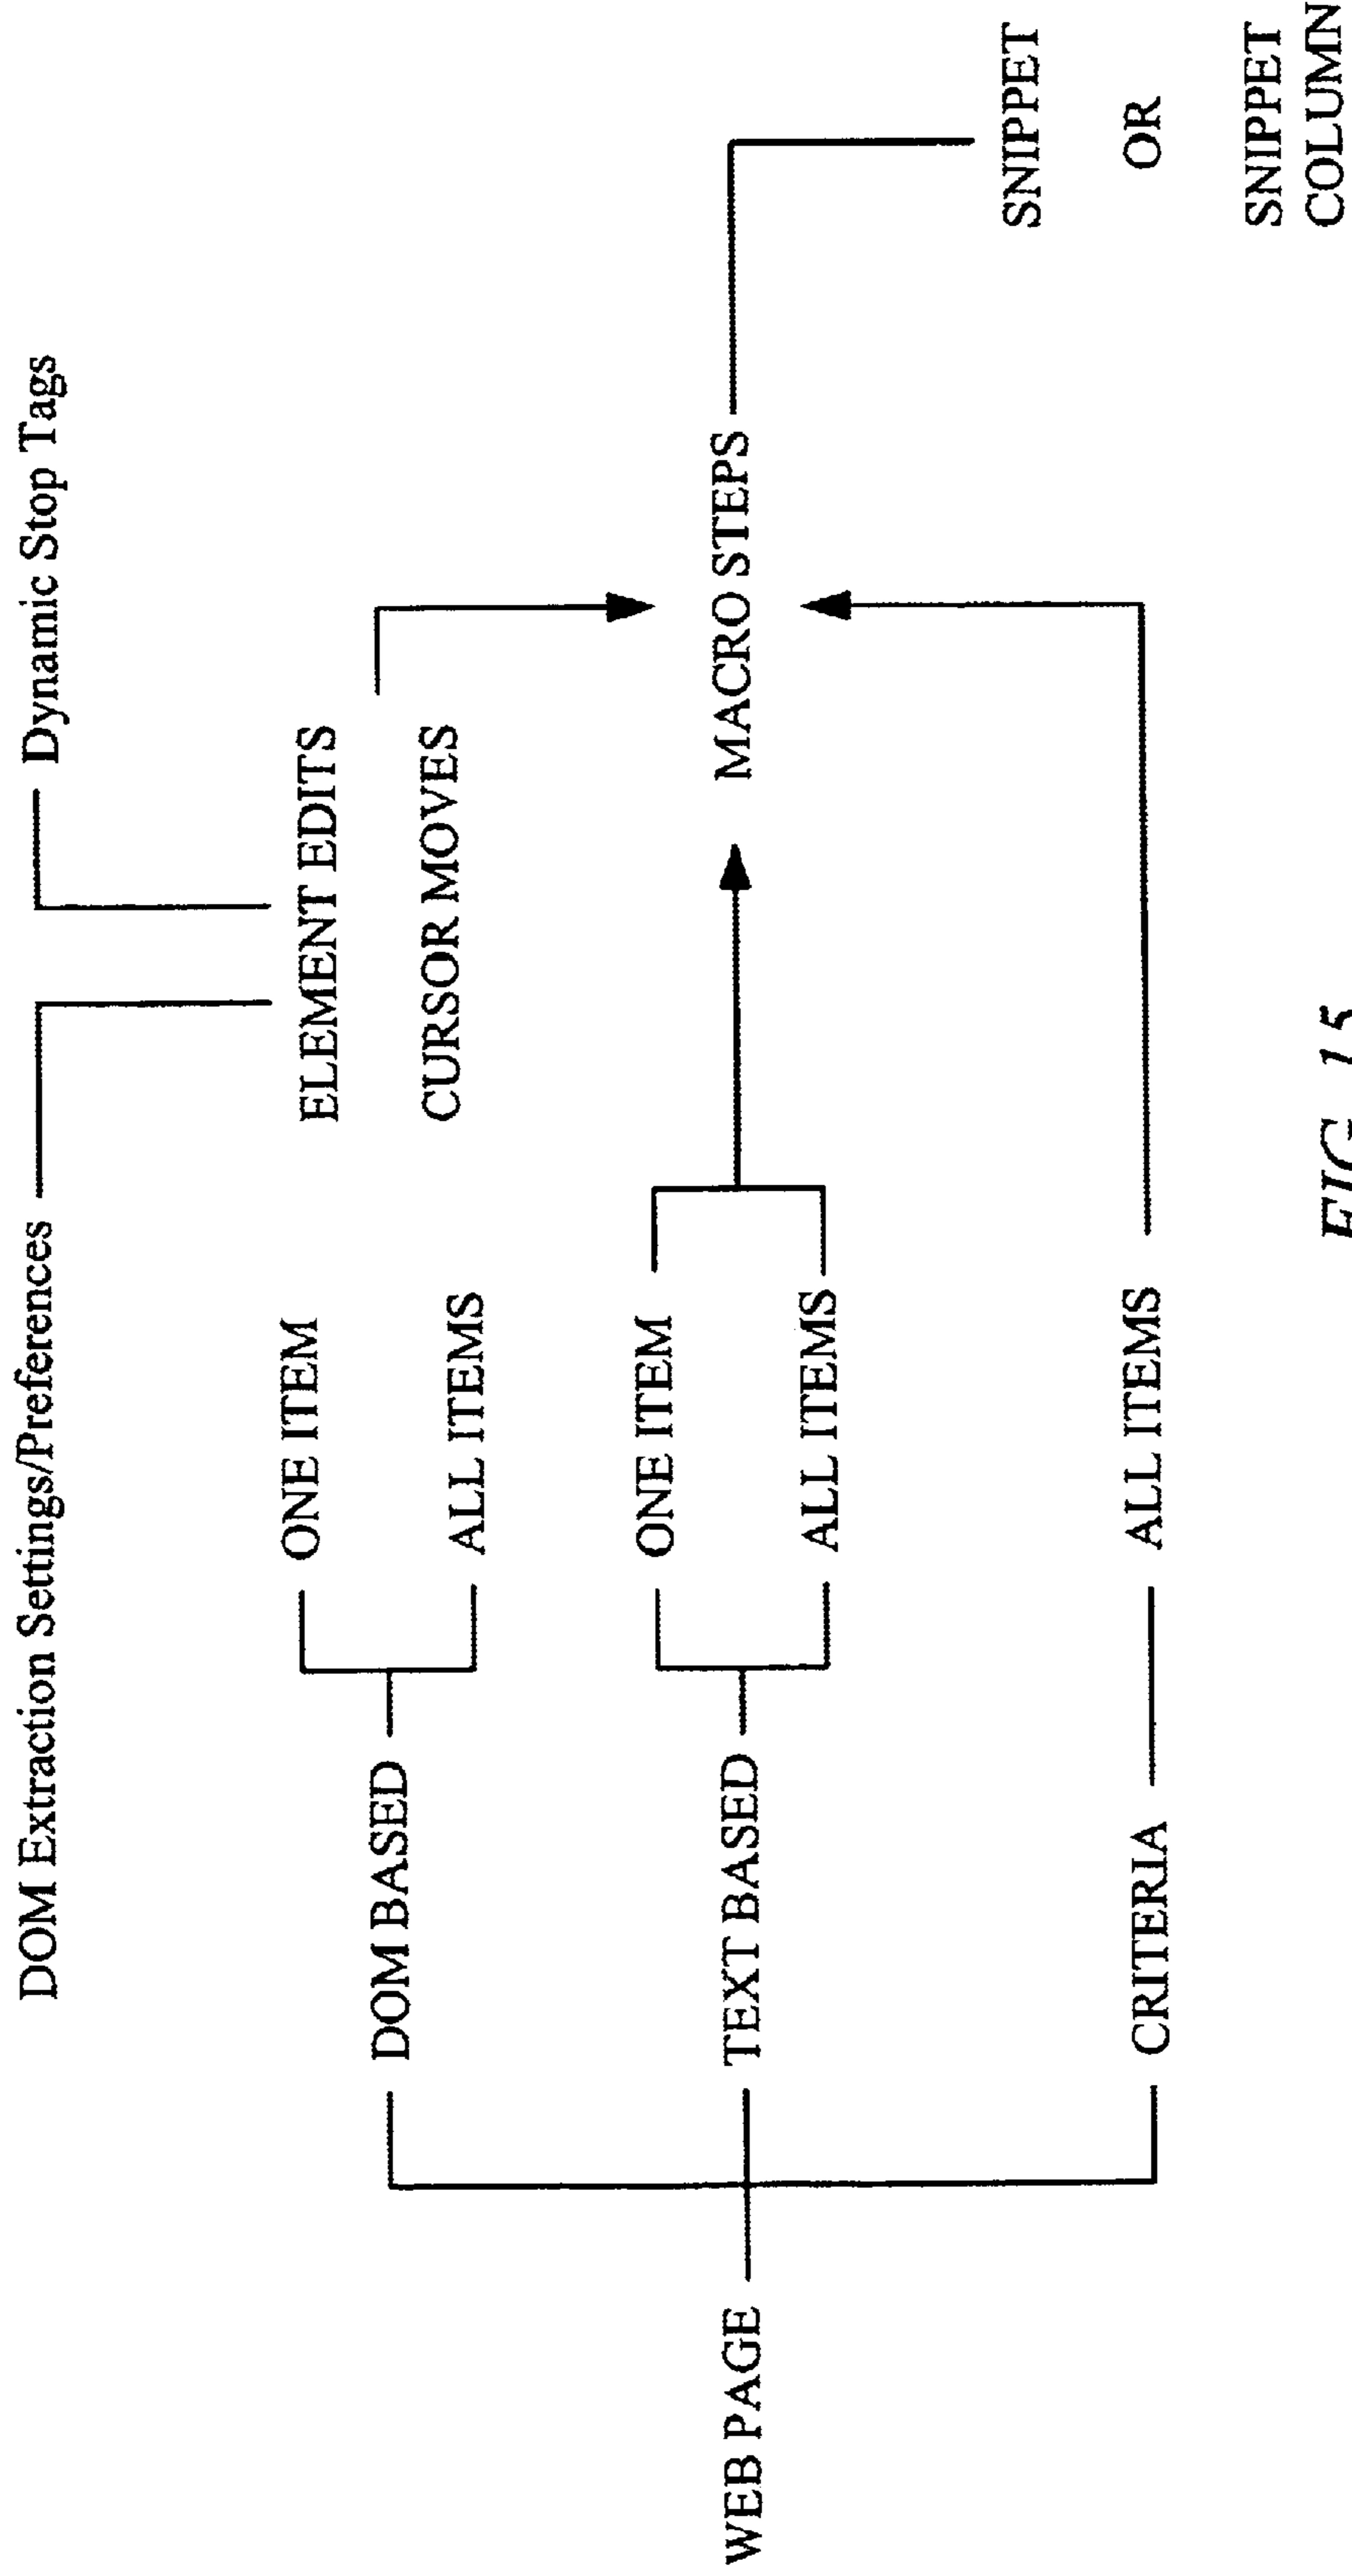 DOM Extraction Settings/Preferences
Dynamic Stop Tags
WEB PAGE
DOM BASED
ONE ITEM
ALL ITEMS
ELEMENT EDITS
CURSOR MOVES
TEXT BASED
ONE ITEM
ALL ITEMS
MACRO STEPS
CRITERIA
ALL ITEMS
SNIPPET
OR
SNIPPET
COLUMN
FIG. 15